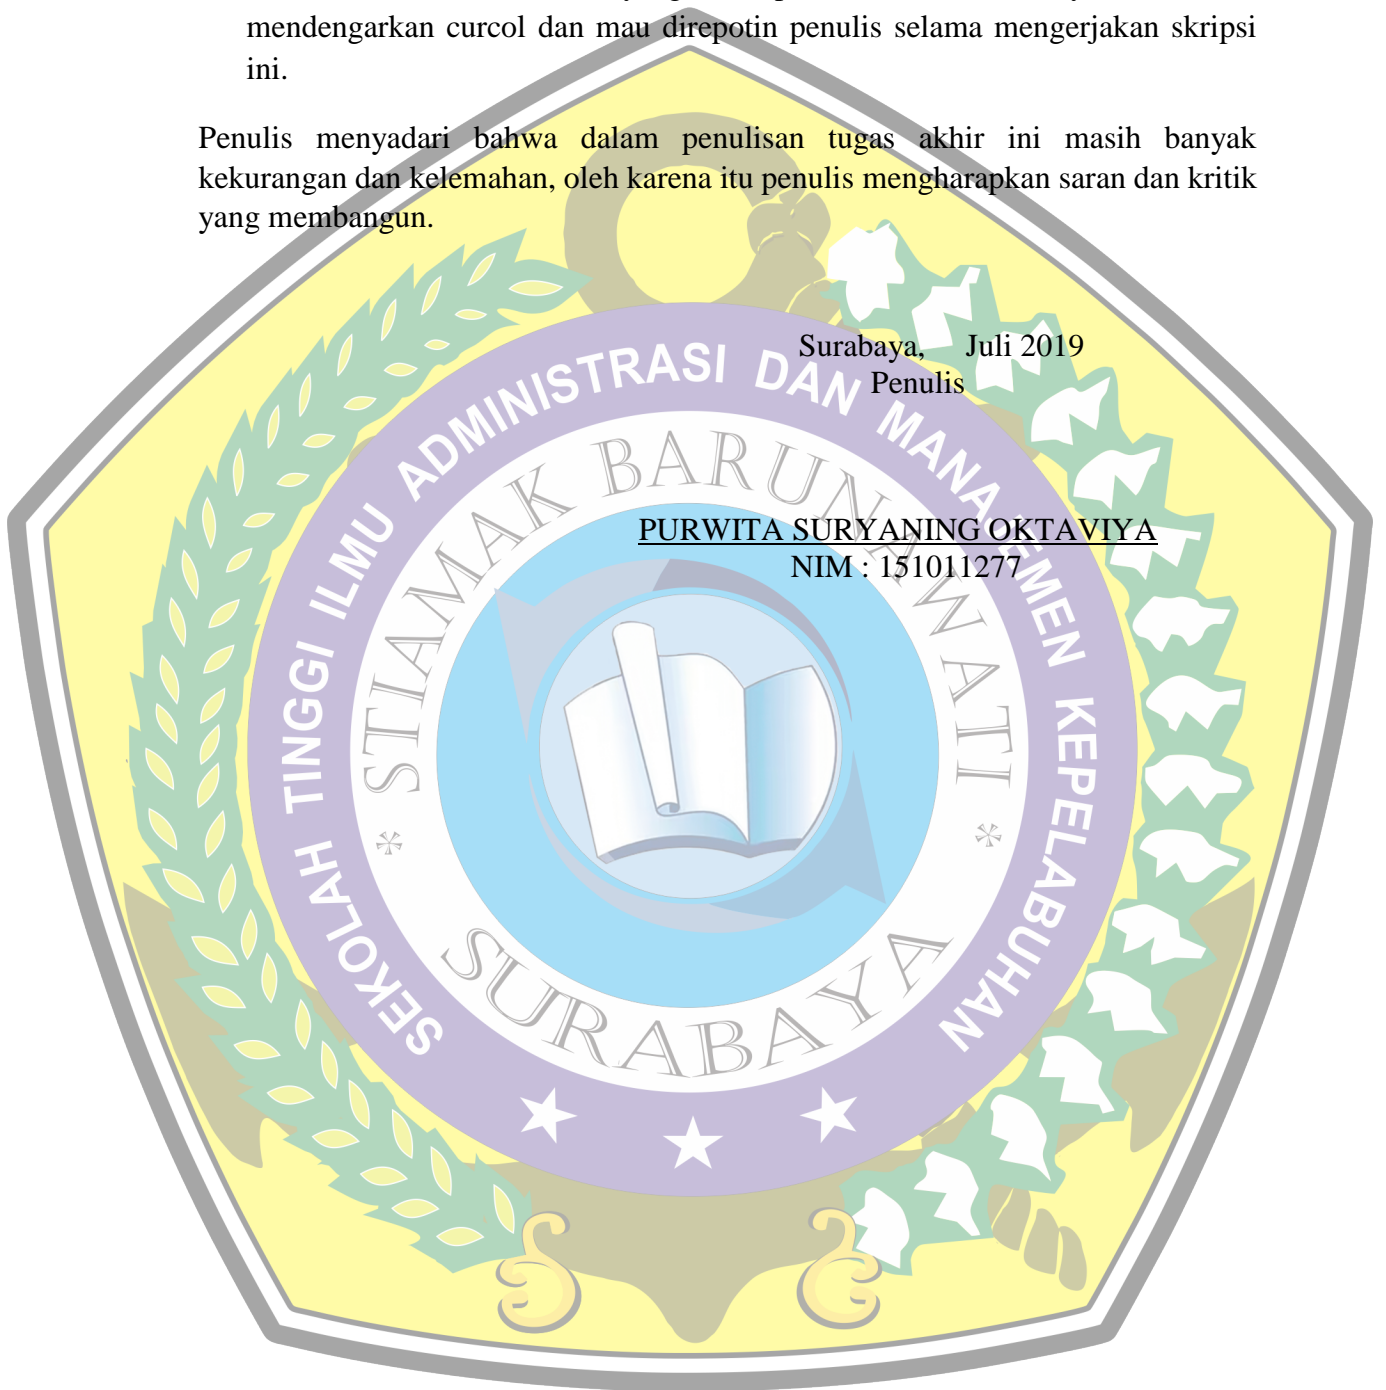 mendengarkan curcol dan mau direpotin penulis selama mengerjakan skripsi
ini.
Penulis menyadari bahwa dalam penulisan tugas akhir ini masih banyak
kekurangan dan kelemahan, oleh karena itu penulis mengharapkan saran dan kritik
yang membangun.
Surabaya, Juli 2019
Penulis
PURWITA SURYANING OKTAVIYA
NIM : 151011277
SEKOLAH TINGGI ILMU ADMINISTRASI DAN MANAJEMEN KEPELABUHAN
STIAMAK BARUNAWATI
SURABAYA